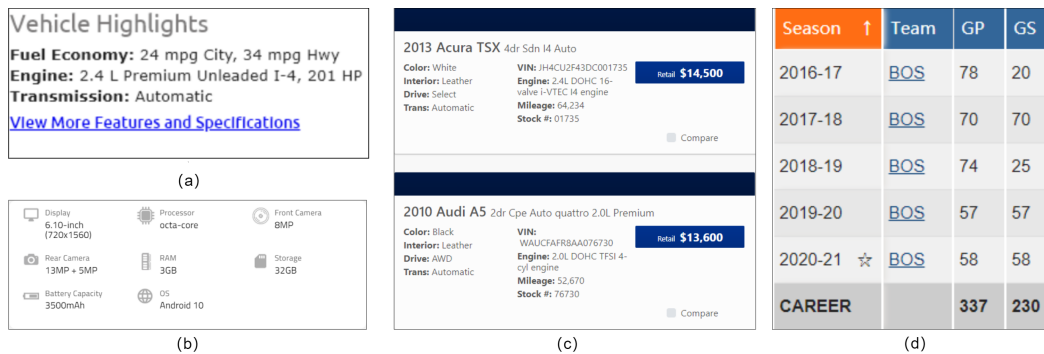 Vehicle Highlights
Fuel Economy: 24 mpg City, 34 mpg Hwy
Engine: 2.4 L Premium Unleaded I-4, 201 HP
Transmission: Automatic
View More Features and Specifications
(a)
Display
6.10-inch
(720x1560)
Processor
octa-core
Front Camera
8MP
Rear Camera
13MP + 5MP
RAM
3GB
Storage
32GB
Battery Capacity
3500mAh
OS
Android 10
(b)
2013 Acura TSX 4dr Sdn I4 Auto
Color: White
Interior: Leather
Drive: Select
Trans: Automatic
VIN: JH4CU2F43DC001735
Engine: 2.4L DOHC 16-
valve i-VTEC I4 engine
Mileage: 64,234
Stock #: 01735
Retail $14,500
Compare
2010 Audi A5 2dr Cpe Auto quattro 2.0L Premium
Color: Black
Interior: Leather
Drive: AWD
Trans: Automatic
VIN:
WAUCFAFR8AA076730
Engine: 2.0L DOHC TFSI 4-
cyl engine
Mileage: 52,670
Stock #: 76730
Retail $13,600
Compare
(c)
Season ↑ Team GP GS
2016-17 BOS 78 20
2017-18 BOS 70 70
2018-19 BOS 74 25
2019-20 BOS 57 57
2020-21 ☆ BOS 58 58
CAREER 337 230
(d)